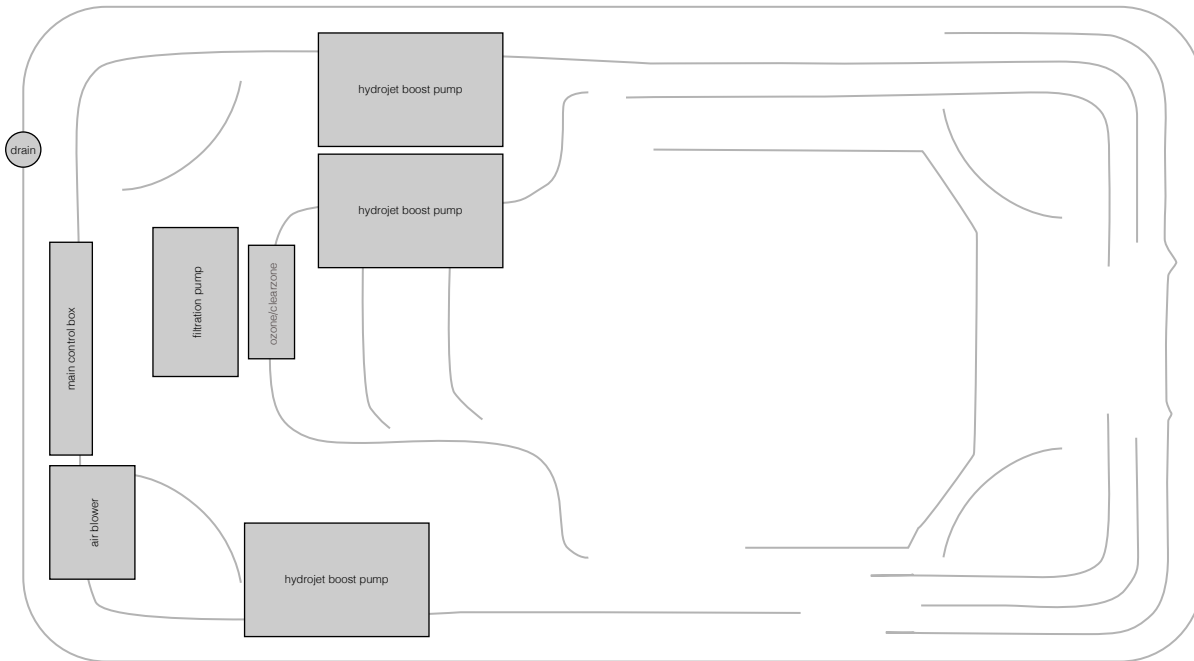 hydrojet boost pump
drain
hydrojet boost pump
filtration pump
ozone/clearzone
main control box
air blower
hydrojet boost pump